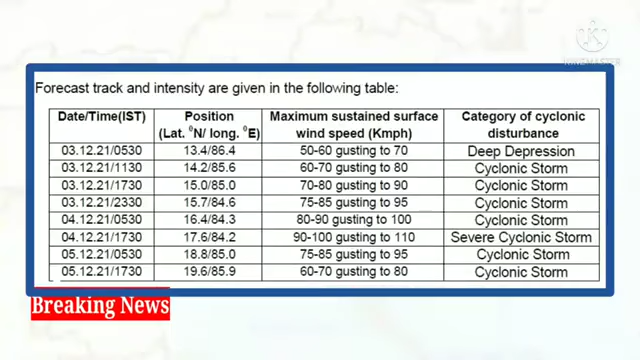 KINEMASTER
Forecast track and intensity are given in the following table:
Date/Time(IST) Position (Lat. ⁰N/ long. ⁰E) Maximum sustained surface wind speed (Kmph) Category of cyclonic disturbance
03.12.21/0530 13.4/86.4 50-60 gusting to 70 Deep Depression
03.12.21/1130 14.2/85.6 60-70 gusting to 80 Cyclonic Storm
03.12.21/1730 15.0/85.0 70-80 gusting to 90 Cyclonic Storm
03.12.21/2330 15.7/84.6 75-85 gusting to 95 Cyclonic Storm
04.12.21/0530 16.4/84.3 80-90 gusting to 100 Cyclonic Storm
04.12.21/1730 17.6/84.2 90-100 gusting to 110 Severe Cyclonic Storm
05.12.21/0530 18.8/85.0 75-85 gusting to 95 Cyclonic Storm
05.12.21/1730 19.6/85.9 60-70 gusting to 80 Cyclonic Storm
Breaking News